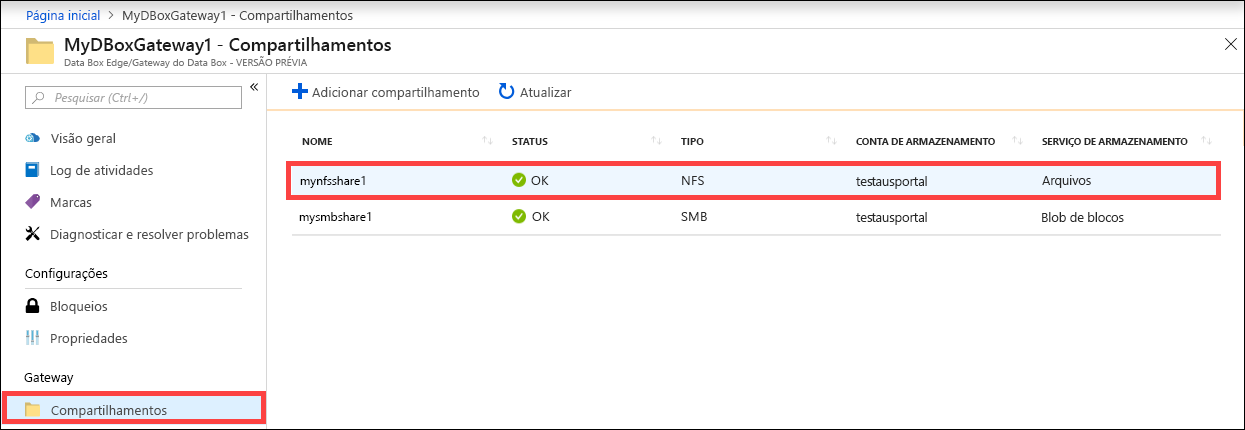 Página inicial > MyDBoxGateway1 - Compartilhamentos
MyDBoxGateway1 - Compartilhamentos
Data Box Edge/Gateway do Data Box - VERSÃO PRÉVIA
Pesquisar (Ctrl+/)
Visão geral
Log de atividades
Marcas
Diagnosticar e resolver problemas
Configurações
Bloqueios
Propriedades
Gateway
Compartilhamentos
Adicionar compartilhamento Atualizar
NOME STATUS TIPO CONTA DE ARMAZENAMENTO SERVIÇO DE ARMAZENAMENTO
mynfsshare1 OK NFS testausportal Arquivos
mysmbshare1 OK SMB testausportal Blob de blocos